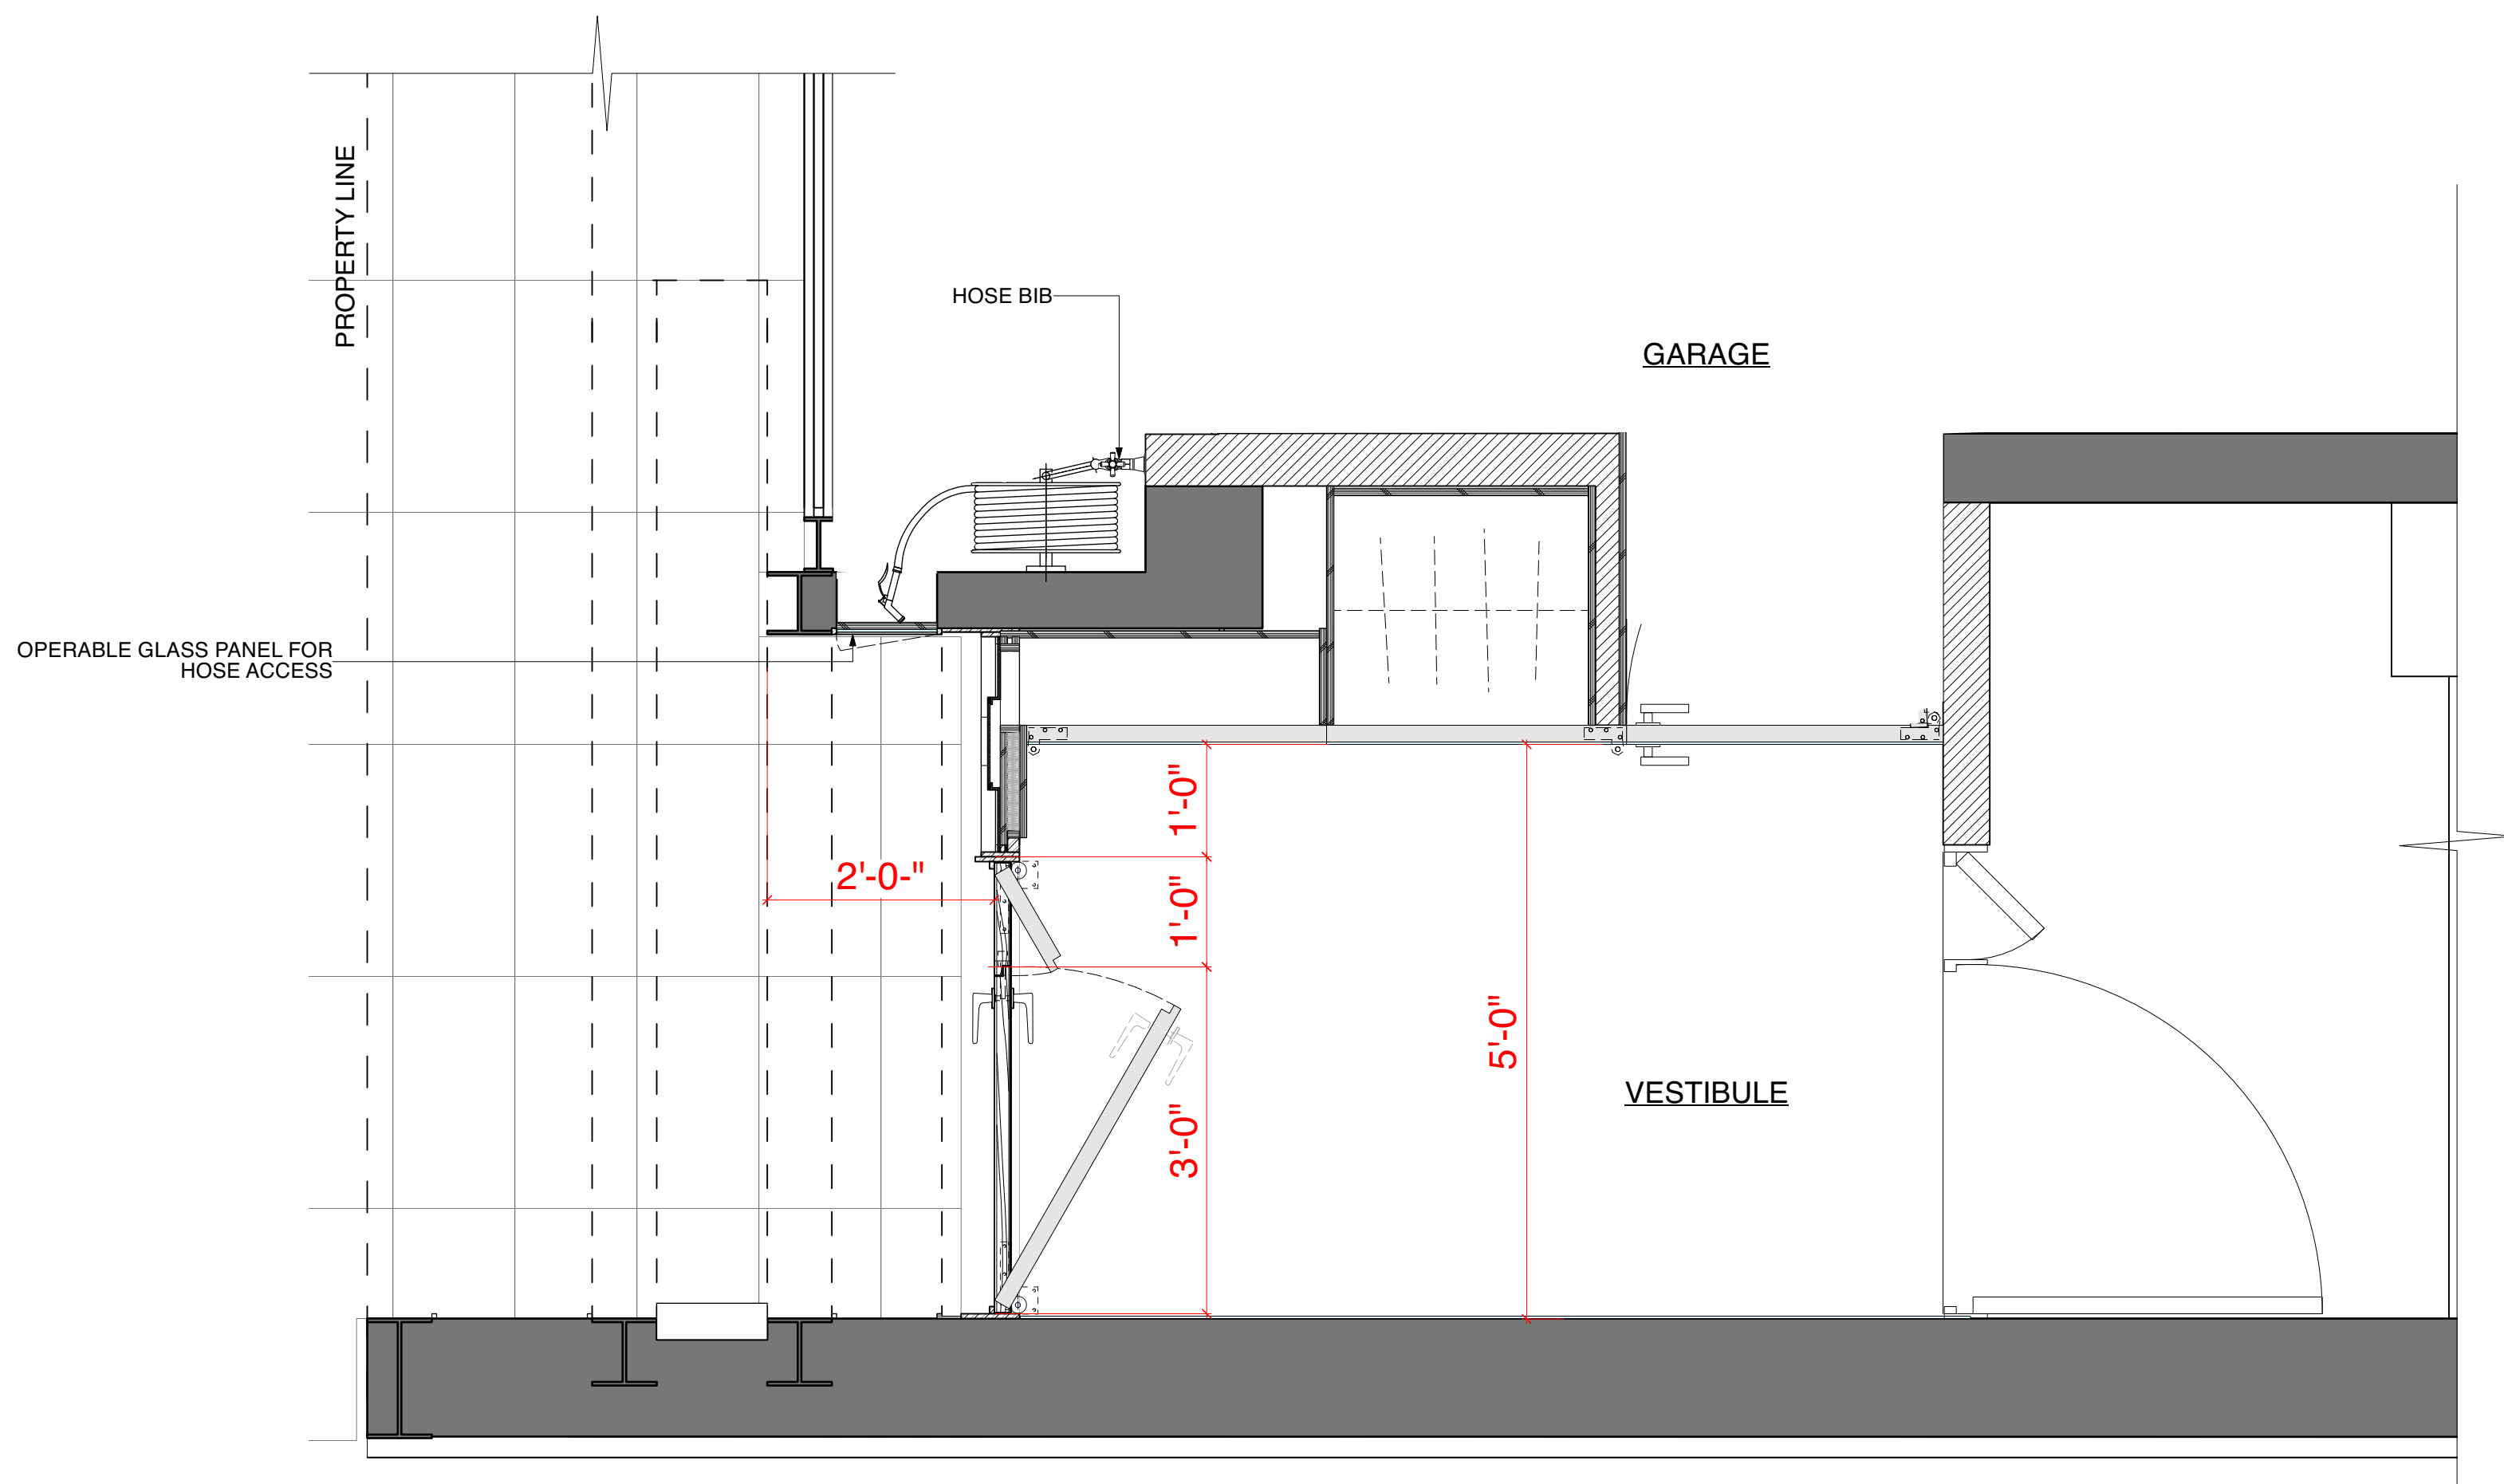 PROPERTY LINE
HOSE BIB
GARAGE
OPERABLE GLASS PANEL FOR
HOSE ACCESS
1'-0"
2'-0-"
1'-0"
5'-0"
3'-0"
VESTIBULE